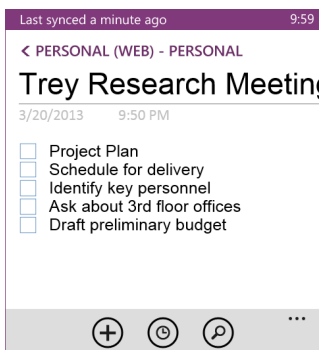 Last synced a minute ago 9:59
< PERSONAL (WEB) - PERSONAL
Trey Research Meeting
3/20/2013 9:50 PM
Project Plan
Schedule for delivery
Identify key personnel
Ask about 3rd floor offices
Draft preliminary budget
...